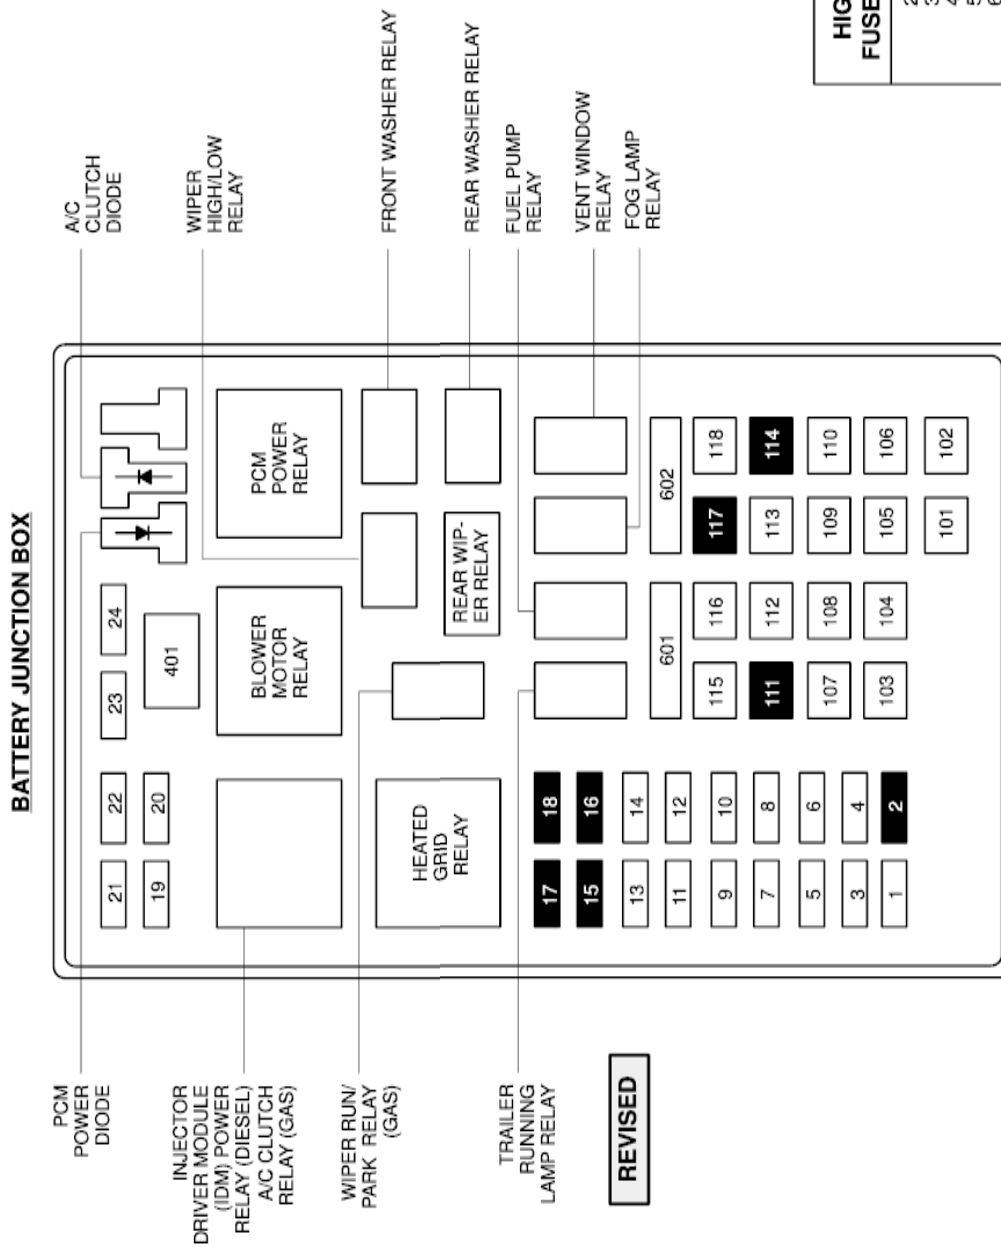 BATTERY JUNCTION BOX
PCM
POWER
DIODE
INJECTOR
DRIVER MODULE
(IDM) POWER
RELAY (DIESEL)
A/C CLUTCH
RELAY (GAS)
WIPER RUN/
PARK RELAY
(GAS)
TRAILER
RUNNING
LAMP RELAY
REVISED
21
22
23
24
19
20
401
BLOWER
MOTOR
RELAY
PCM
POWER
RELAY
HEATED
GRID
RELAY
REAR WIP-
ER RELAY
17
18
15
16
13
14
11
12
9
10
7
8
5
6
3
4
1
2
601
602
115
116
117
118
111
112
113
114
107
108
109
110
103
104
105
106
101
102
A/C
CLUTCH
DIODE
WIPER
HIGH/LOW
RELAY
FRONT WASHER RELAY
REAR WASHER RELAY
FUEL PUMP
RELAY
VENT WINDOW
RELAY
FOG LAMP
RELAY
HIG
FUSE
2
3
4
5
6